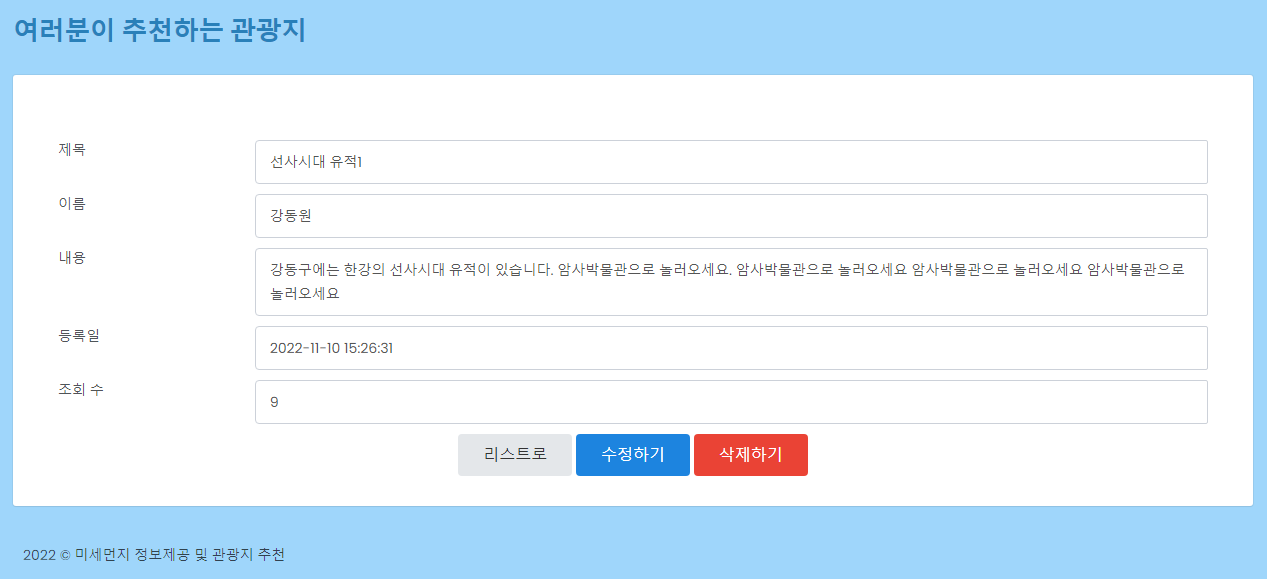 여러분이 추천하는 관광지
제목
선사시대 유적1
이름
강동원
내용
강동구에는 한강의 선사시대 유적이 있습니다. 암사박물관으로 놀러오세요. 암사박물관으로 놀러오세요 암사박물관으로 놀러오세요 암사박물관으로
놀러오세요
등록일
2022-11-10 15:26:31
조회 수
9
리스트로 수정하기 삭제하기
2022 © 미세먼지 정보제공 및 관광지 추천